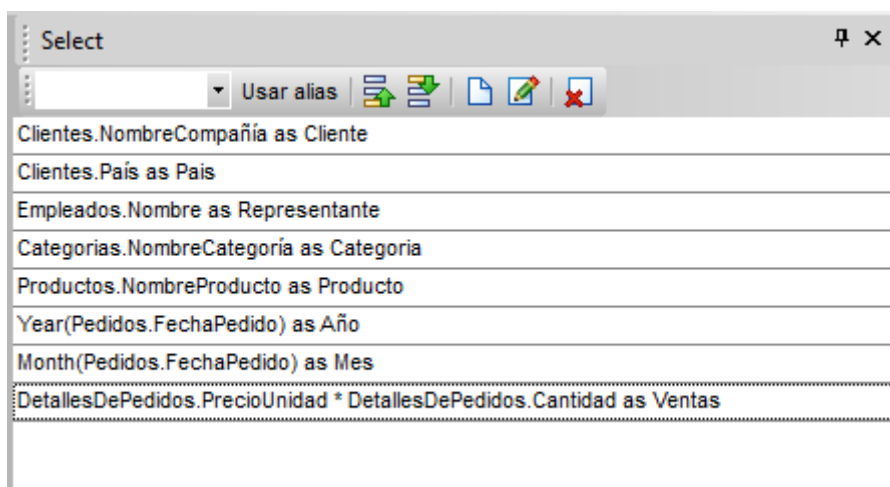 Select
Usar alias
Clientes.NombreCompañía as Cliente
Clientes.País as Pais
Empleados.Nombre as Representante
Categorias.NombreCategoría as Categoria
Productos.NombreProducto as Producto
Year(Pedidos.FechaPedido) as Año
Month(Pedidos.FechaPedido) as Mes
DetallesDePedidos.PrecioUnidad * DetallesDePedidos.Cantidad as Ventas